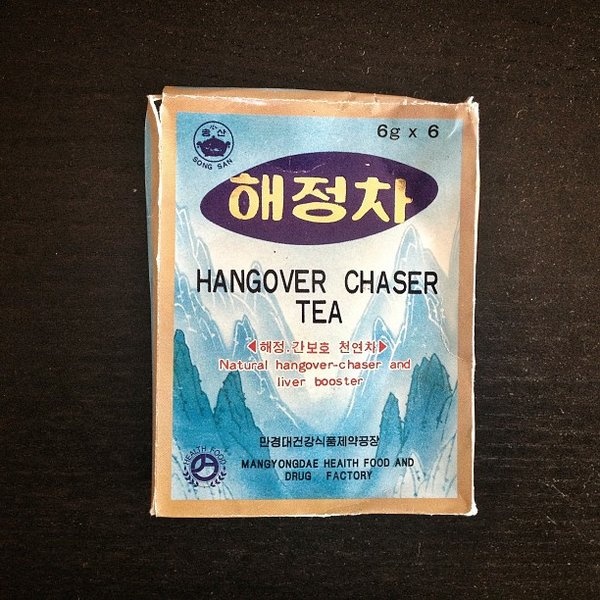 송산
SONG SAN
6g x 6
해정차
HANGOVER CHASER
TEA
◀해정.간보호 천연차▶
Natural hangover-chaser and
liver booster
HEALTH FOOD
만경대건강식품제약공장
MANGYONGDAE HEAITH FOOD AND
DRUG FACTORY